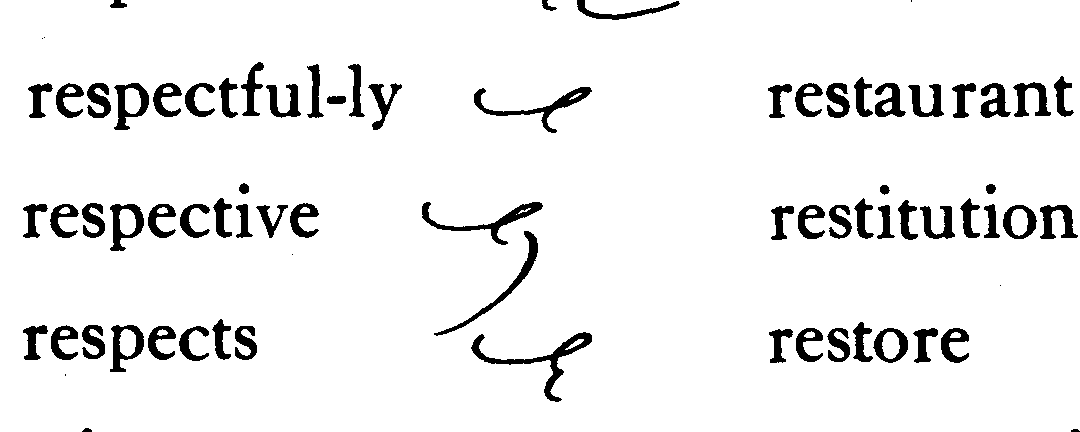 respectful-ly restaurant
respective restitution
respects restore